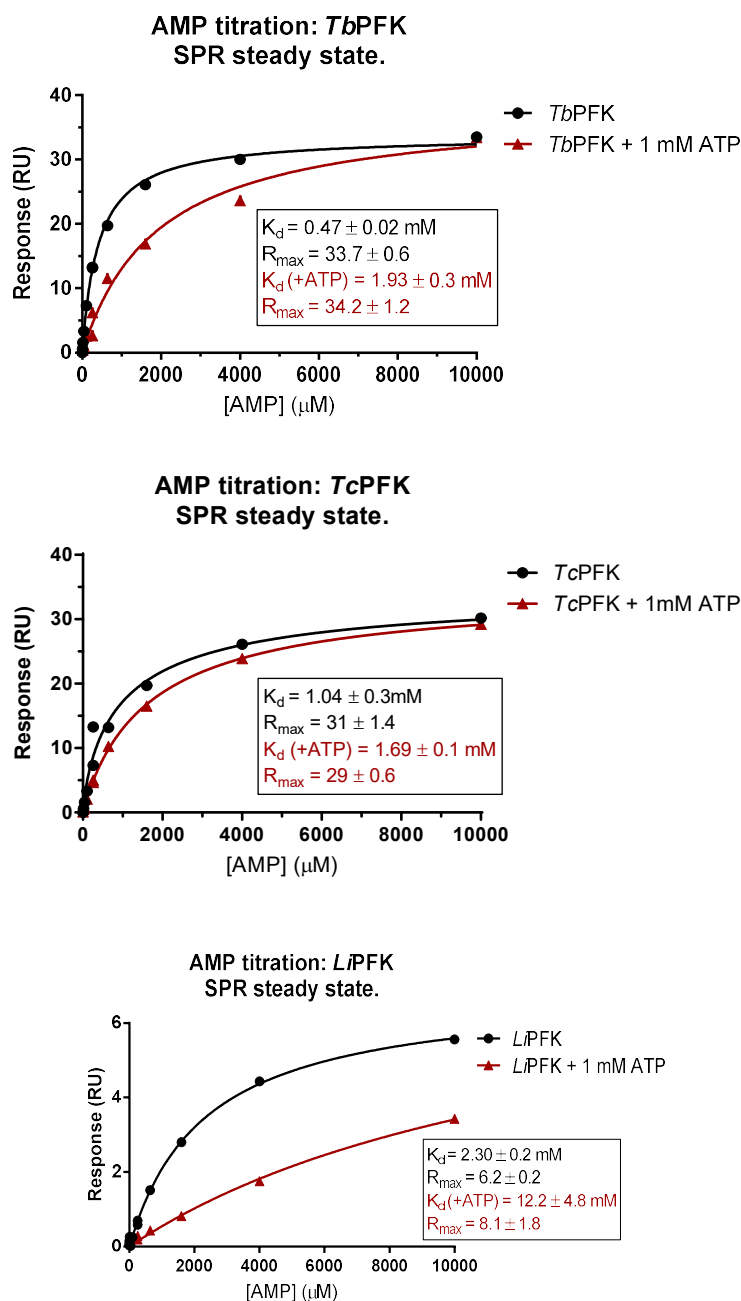 AMP titration: TbPFK
SPR steady state.
40
30
20
10
0
Response (RU)
0 2000 4000 6000 8000 10000
[AMP] (μM)
TbPFK
TbPFK + 1 mM ATP
Kd = 0.47 ± 0.02 mM
Rmax = 33.7 ± 0.6
Kd (+ATP) = 1.93 ± 0.3 mM
Rmax = 34.2 ± 1.2
AMP titration: TcPFK
SPR steady state.
40
30
20
10
0
Response (RU)
0 2000 4000 6000 8000 10000
[AMP] (μM)
TcPFK
TcPFK + 1mM ATP
Kd = 1.04 ± 0.3mM
Rmax = 31 ± 1.4
Kd (+ATP) = 1.69 ± 0.1 mM
Rmax = 29 ± 0.6
AMP titration: LiPFK
SPR steady state.
6
4
2
0
Response (RU)
0 2000 4000 6000 8000 10000
[AMP] (μM)
LiPFK
LiPFK + 1 mM ATP
Kd = 2.30 ± 0.2 mM
Rmax = 6.2 ± 0.2
Kd (+ATP) = 12.2 ± 4.8 mM
Rmax = 8.1 ± 1.8